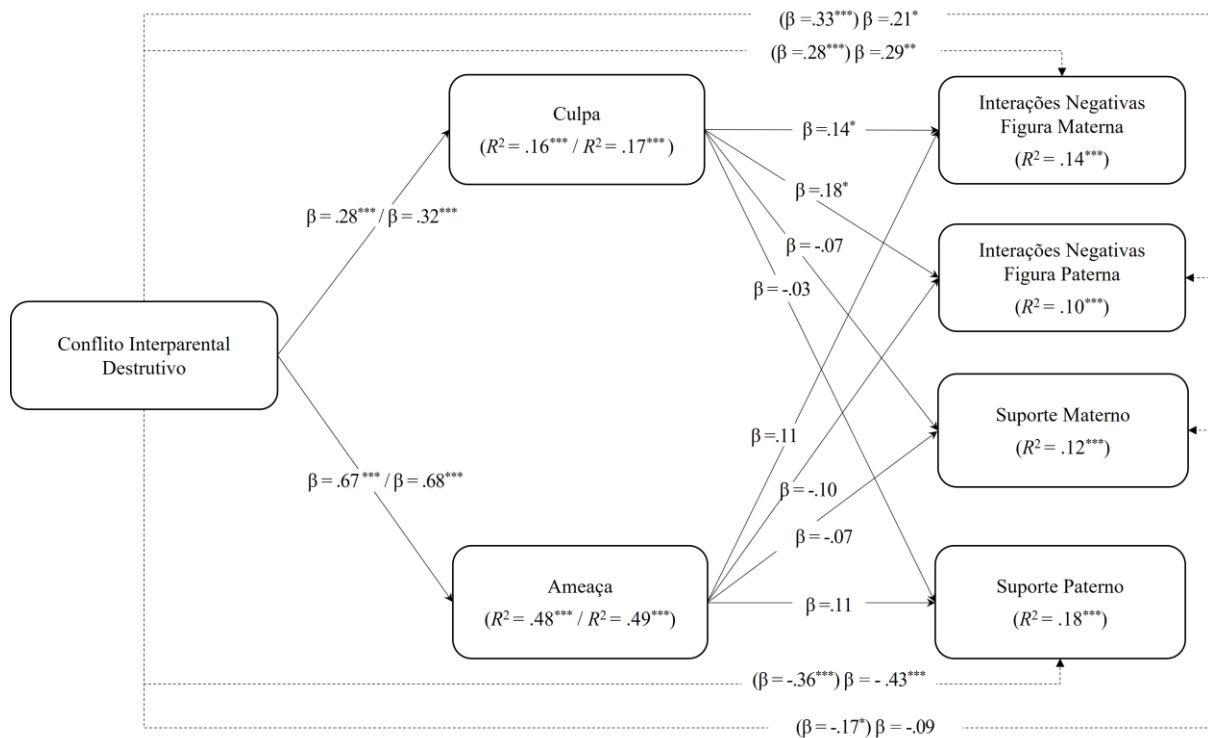 (β =.33***) β =.21*
(β =.28***) β =.29**
Culpa
(R² = .16*** / R² = .17***)
Interações Negativas
Figura Materna
(R² = .14***)
β =.14*
β =.18*
β = .28*** / β = .32***
β = -.07
β = -.03
Interações Negativas
Figura Paterna
(R² = .10***)
Conflito Interparental
Destrutivo
Suporte Materno
(R² = .12***)
β =.11
β = .67 *** / β = .68***
β = -.10
β = -.07
Ameaça
(R² = .48*** / R² = .49***)
β = .11
Suporte Paterno
(R² = .18***)
(β = -.36***) β = - .43***
(β = -.17*) β = -.09